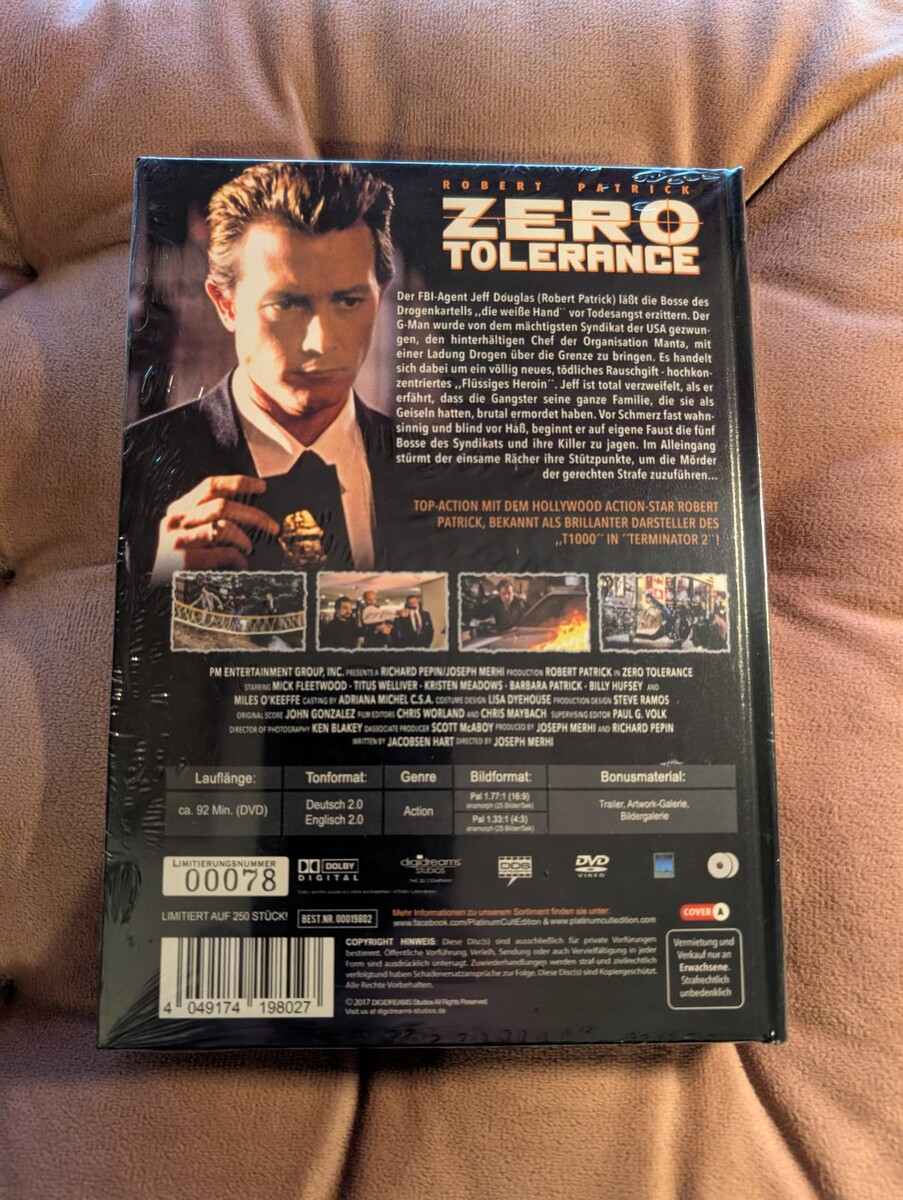 ROBERT PATRICK
ZERO
TOLERANCE
Der FBI-Agent Jeff Douglas (Robert Patrick) läßt die Bosse des
Drogenkartells „die weiße Hand" vor Todesangst erzittern. Der
G-Man wurde von dem mächtigsten Syndikat der USA gezwun-
gen, den hinterhältigen Chef der Organisation Manta, mit
einer Ladung Drogen über die Grenze zu bringen. Es handelt
sich dabei um ein völlig neues, tödliches Rauschgift - hochkon-
zentriertes „Flüssiges Heroin". Jeff ist total verzweifelt, als er
erfährt, dass die Gangster seine ganze Familie, die sie als
Geiseln hatten, brutal ermordet haben. Vor Schmerz fast wahn-
sinnig und blind vor Haß, beginnt er auf eigene Faust die fünf
Bosse des Syndikats und ihre Killer zu jagen. Im Alleingang
stürmt der einsame Rächer ihre Stützpunkte, um die Mörder
der gerechten Strafe zuzuführen...
TOP-ACTION MIT DEM HOLLYWOOD ACTION-STAR ROBERT
PATRICK, BEKANNT ALS BRILLANTER DARSTELLER DES
„T1000" IN "TERMINATOR 2"!
PM ENTERTAINMENT GROUP, INC. PRESENTS A RICHARD PEPIN/JOSEPH MERHI PRODUCTION ROBERT PATRICK IN ZERO TOLERANCE
STARRING MICK FLEETWOOD · TITUS WELLIVER · KRISTEN MEADOWS · BARBARA PATRICK · BILLY HUFSEY AND
MILES O'KEEFFE CASTING BY ADRIANA MICHEL C.S.A. COSTUME DESIGN LISA DYEHOUSE PRODUCTION DESIGN STEVE RAMOS
ORIGINAL SCORE JOHN GONZALEZ FILM EDITORS CHRIS WORLAND AND CHRIS MAYBACH SUPERVISING EDITOR PAUL G. VOLK
DIRECTOR OF PHOTOGRAPHY KEN BLAKEY DASSOCIATE PRODUCER SCOTT McABOY PRODUCED BY JOSEPH MERHI AND RICHARD PEPIN
WRITTEN BY JACOBSEN HART DIRECTED BY JOSEPH MERHI
Lauflänge: Tonformat: Genre Bildformat: Bonusmaterial:
ca. 92 Min. (DVD)
Deutsch 2.0
Englisch 2.0
Action
Pal 1.77:1 (16:9)
anamorph (25 Bilder/Sek)
Pal 1.33:1 (4:3)
anamorph (25 Bilder/Sek)
Trailer, Artwork-Galerie,
Bildergalerie
LIMITIERUNGSNUMMER
00078
DOLBY
DIGITAL
digidreams
STUDIOS
THE 3D COMPANY
DVD
VIDEO
LIMITIERT AUF 250 STÜCK!
BEST.NR. 00019802
Mehr Informationen zu unserem Sortiment finden sie unter:
www.facebook.com/PlatinumCultEdition & www.platinumcultedition.com
COVER A
4 049174 198027
COPYRIGHT HINWEIS: Diese Disc(s) sind ausschließlich für private Vorführungen
bestimmt. Öffentliche Vorführung, Verleih, Sendung oder auch Vervielfältigung in jeder
Form sind ausdrücklich untersagt. Zuwiederhandlungen werden straf-und zivilrechtlich
verfolgtund haben Schadensersatzansprüche zur Folge. Diese Disc(s) sind Kopiergeschützt.
Alle Rechte Vorbehalten.
© 2017 DIGIDREAMS Studios All Rights Reserved
Visit us at digidreams-studios.de
Vermietung und
Verkauf nur an
Erwachsene.
Strafrechtlich
unbedenklich